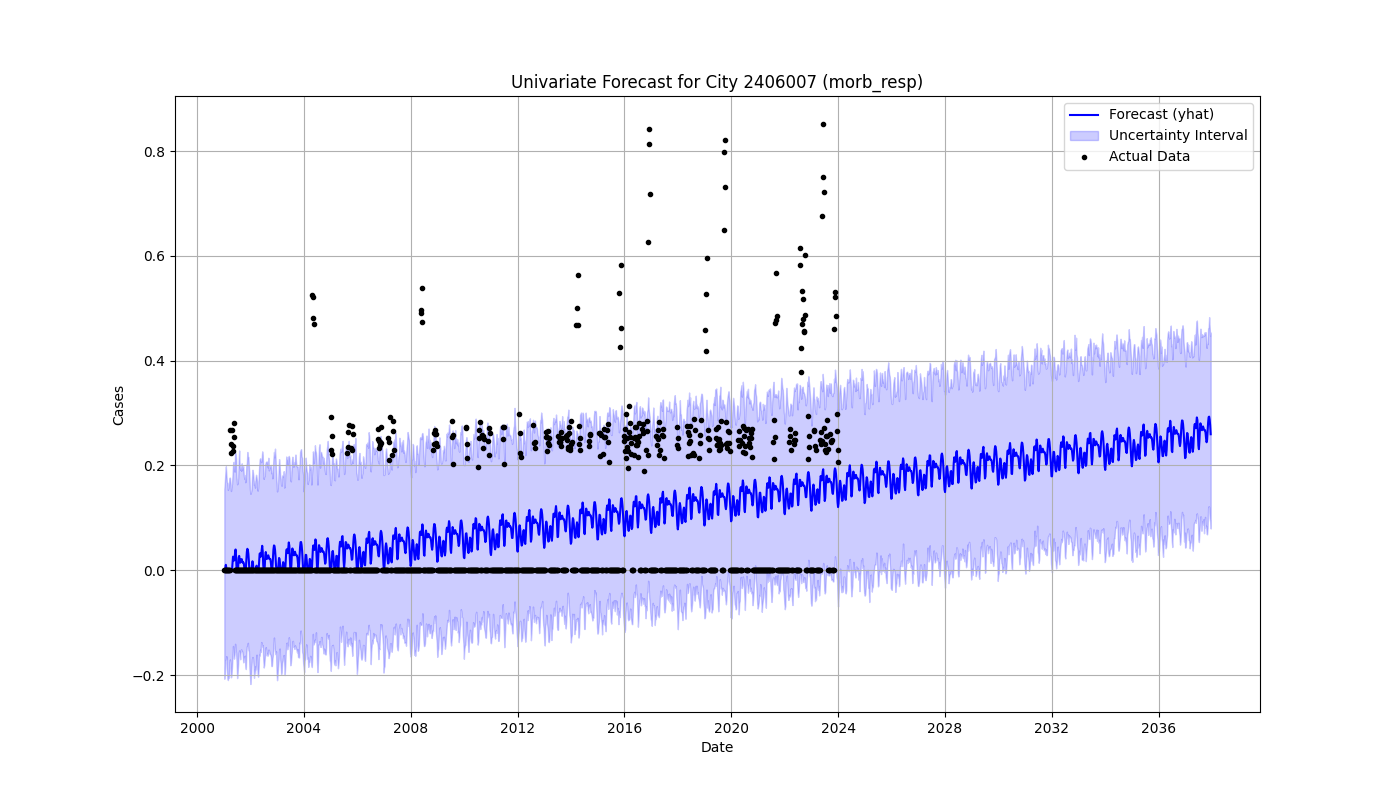 Univariate Forecast for City 2406007 (morb_resp)
Forecast (yhat)
Uncertainty Interval
Actual Data
0.8
0.6
0.4
0.2
0.0
−0.2
Cases
2000 2004 2008 2012 2016 2020 2024 2028 2032 2036
Date